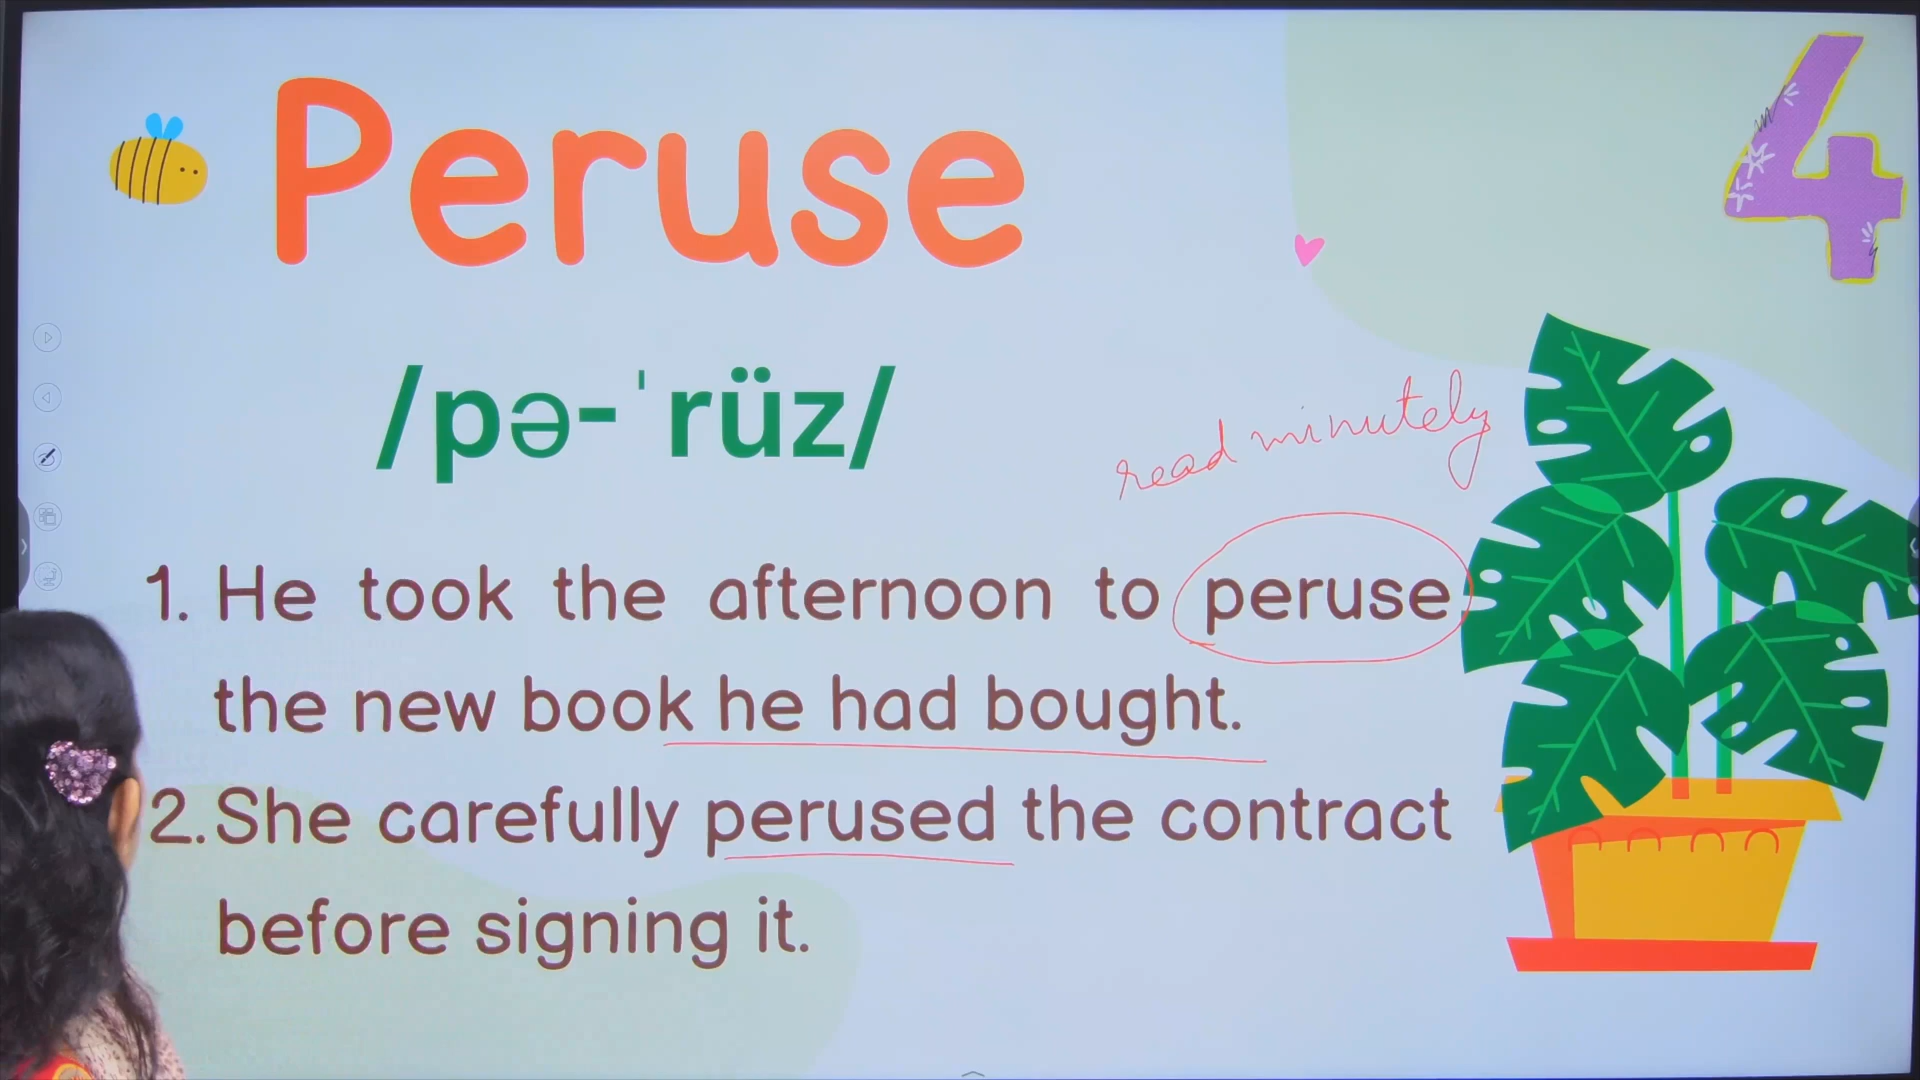 Peruse
4
/pə-ˈrüz/
read minutely
1. He took the afternoon to peruse
the new book he had bought.
2. She carefully perused the contract
before signing it.